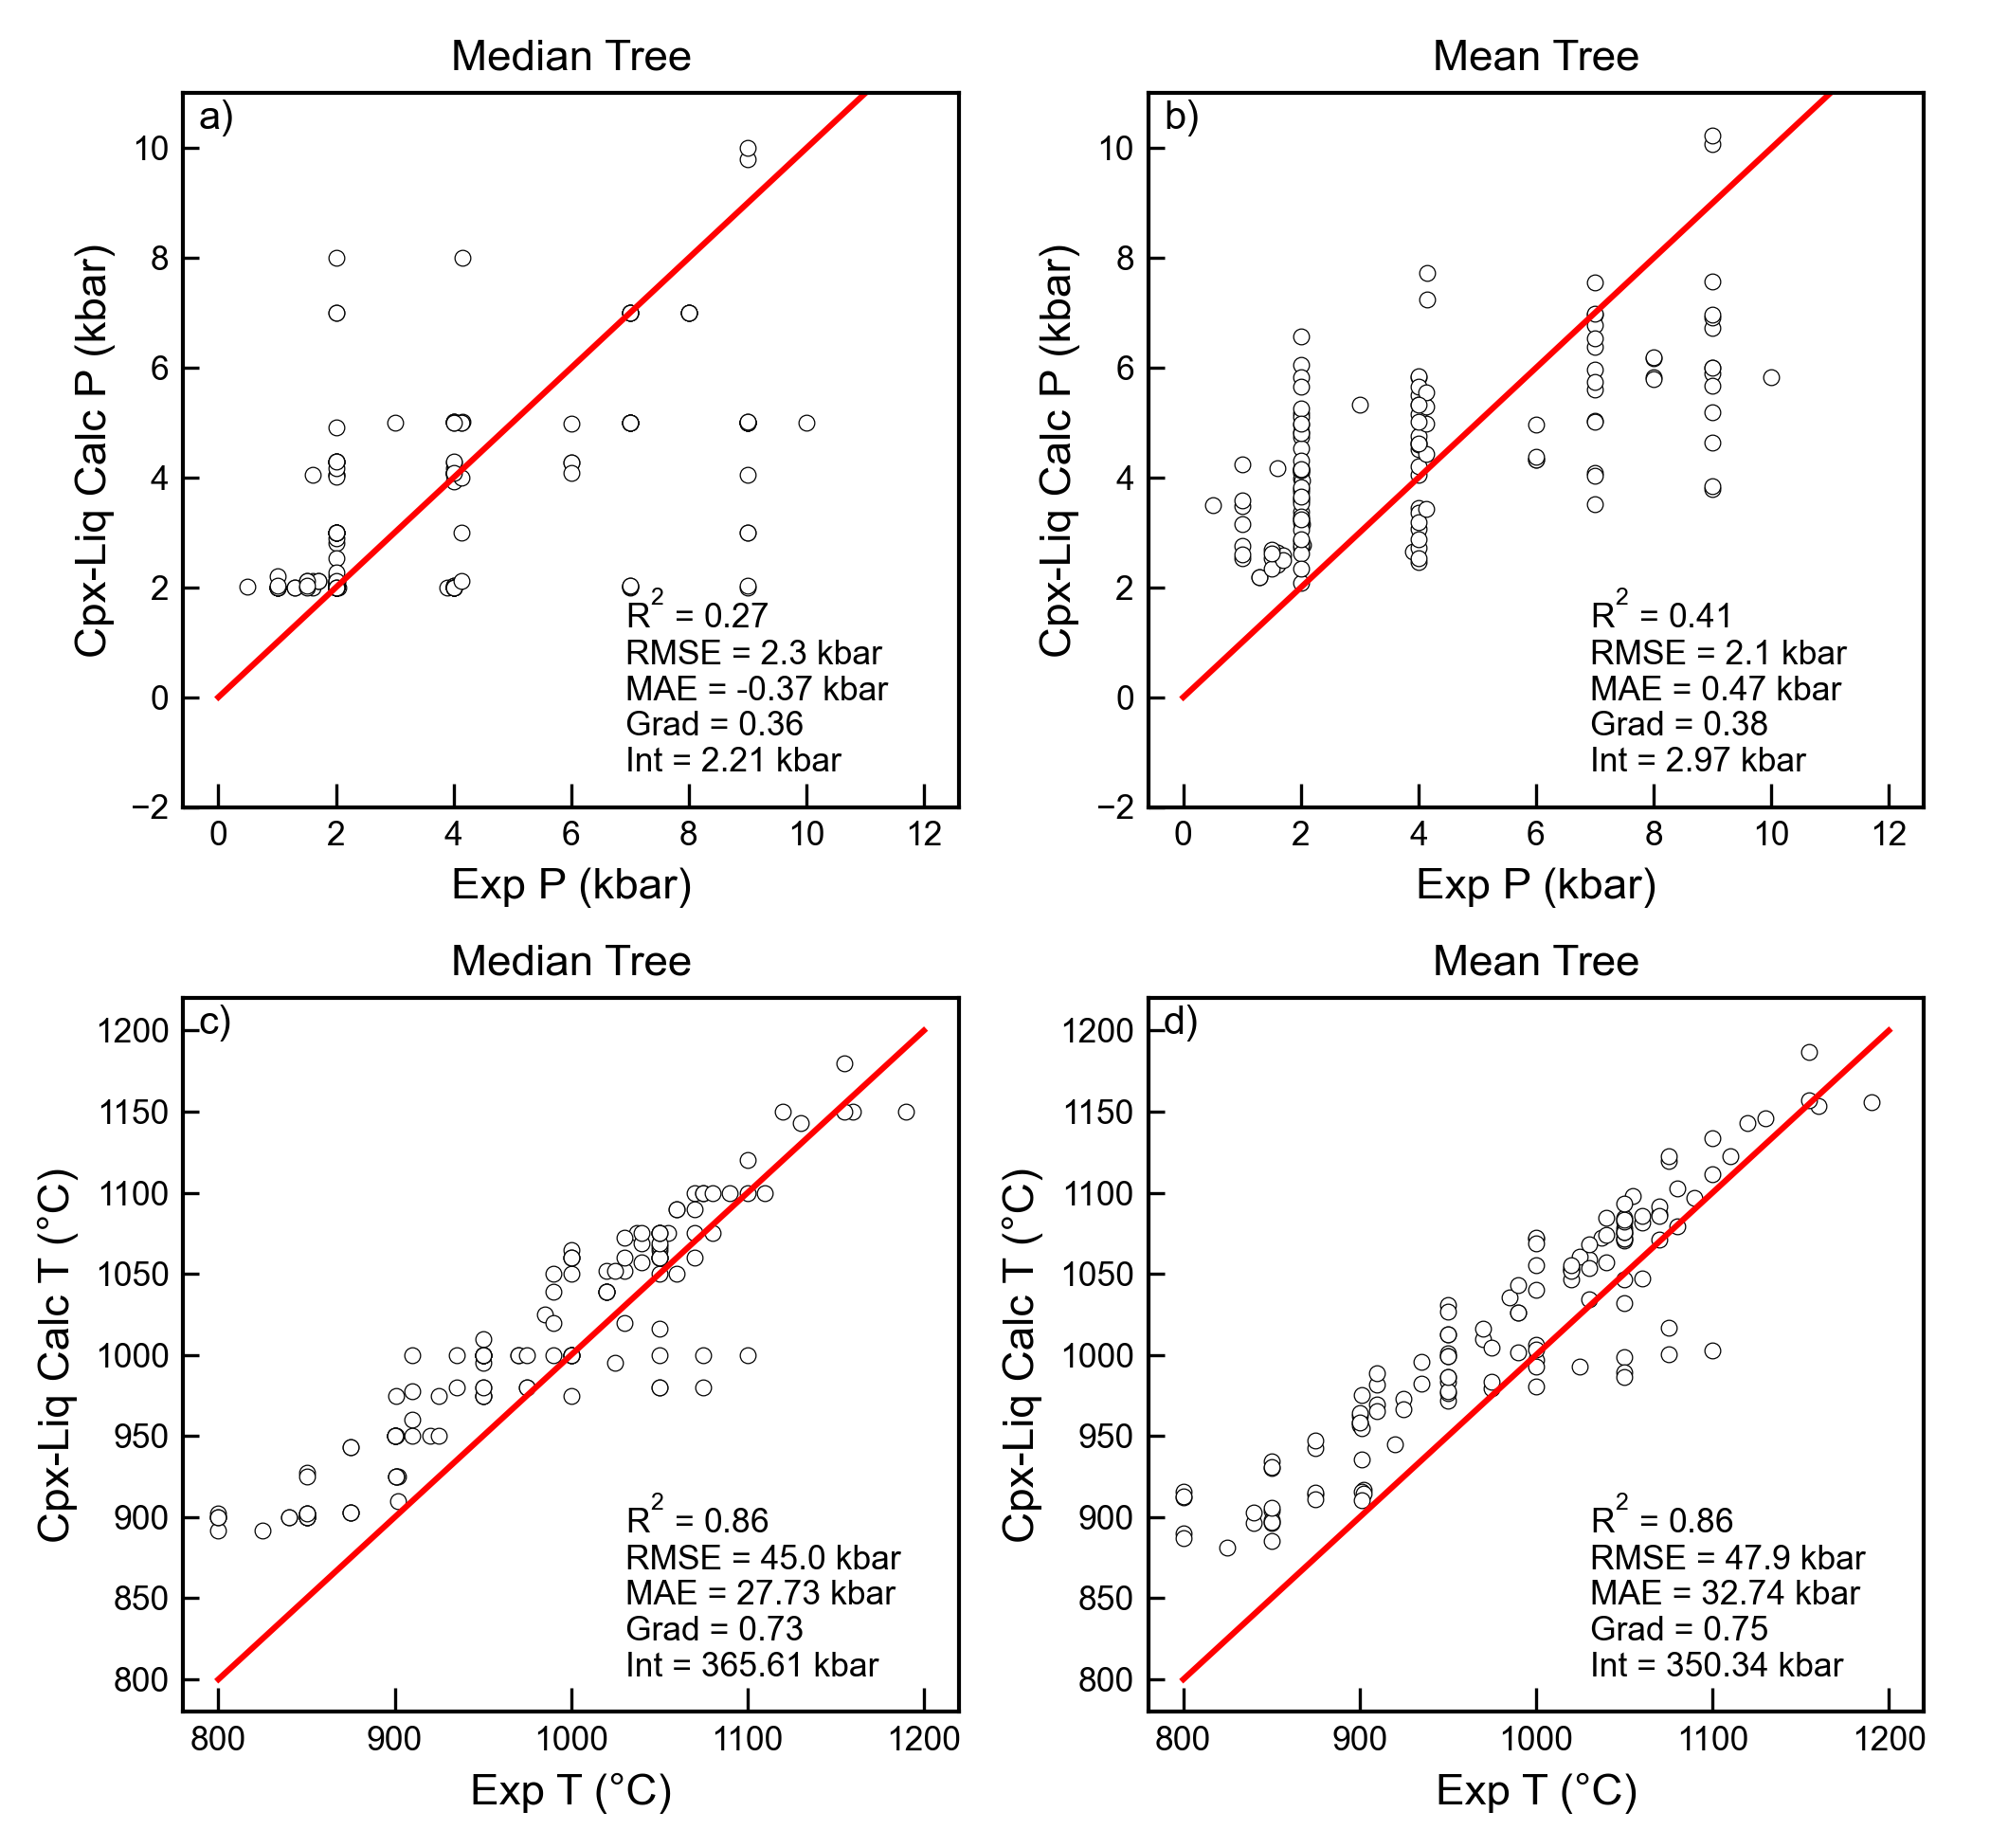 Median Tree
a)
10
8
6
4
2
0
−2
Cpx-Liq Calc P (kbar)
R² = 0.27
RMSE = 2.3 kbar
MAE = -0.37 kbar
Grad = 0.36
Int = 2.21 kbar
0 2 4 6 8 10 12
Exp P (kbar)
Mean Tree
b)
10
8
6
4
2
0
−2
Cpx-Liq Calc P (kbar)
R² = 0.41
RMSE = 2.1 kbar
MAE = 0.47 kbar
Grad = 0.38
Int = 2.97 kbar
0 2 4 6 8 10 12
Exp P (kbar)
Median Tree
c)
1200
1150
1100
1050
1000
950
900
850
800
Cpx-Liq Calc T (°C)
R² = 0.86
RMSE = 45.0 kbar
MAE = 27.73 kbar
Grad = 0.73
Int = 365.61 kbar
800 900 1000 1100 1200
Exp T (°C)
Mean Tree
d)
1200
1150
1100
1050
1000
950
900
850
800
Cpx-Liq Calc T (°C)
R² = 0.86
RMSE = 47.9 kbar
MAE = 32.74 kbar
Grad = 0.75
Int = 350.34 kbar
800 900 1000 1100 1200
Exp T (°C)